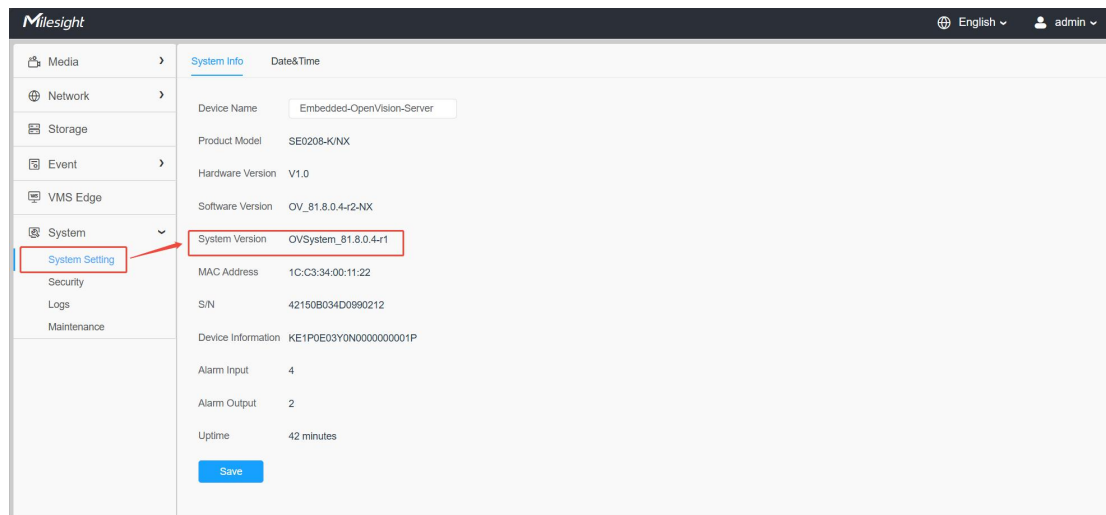 Milesight
English
admin
Media
Network
Storage
Event
VMS Edge
System
System Setting
Security
Logs
Maintenance
System Info Date&Time
Device Name Embedded-OpenVision-Server
Product Model SE0208-K/NX
Hardware Version V1.0
Software Version OV_81.8.0.4-r2-NX
System Version OVSystem_81.8.0.4-r1
MAC Address 1C:C3:34:00:11:22
S/N 42150B034D0990212
Device Information KE1P0E03Y0N0000000001P
Alarm Input 4
Alarm Output 2
Uptime 42 minutes
Save